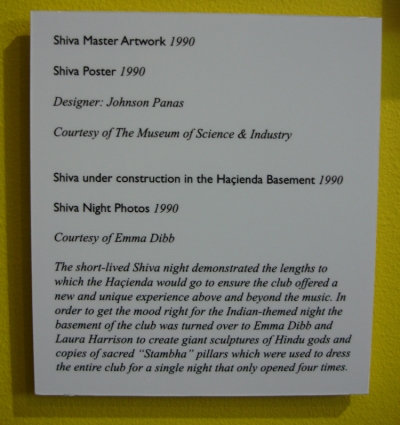 Shiva Master Artwork 1990
Shiva Poster 1990
Designer: Johnson Panas
Courtesy of The Museum of Science & Industry
Shiva under construction in the Haçienda Basement 1990
Shiva Night Photos 1990
Courtesy of Emma Dibb
The short-lived Shiva night demonstrated the lengths to
which the Haçienda would go to ensure the club offered a
new and unique experience above and beyond the music. In
order to get the mood right for the Indian-themed night the
basement of the club was turned over to Emma Dibb and
Laura Harrison to create giant sculptures of Hindu gods and
copies of sacred “Stambha” pillars which were used to dress
the entire club for a single night that only opened four times.